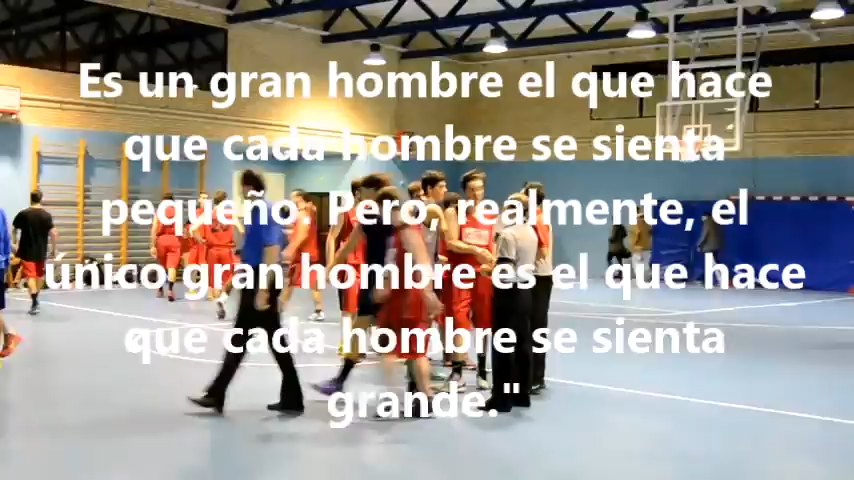 Es un gran hombre el que hace
que cada hombre se sienta
pequeño. Pero, realmente, el
único gran hombre es el que hace
que cada hombre se sienta
grande."